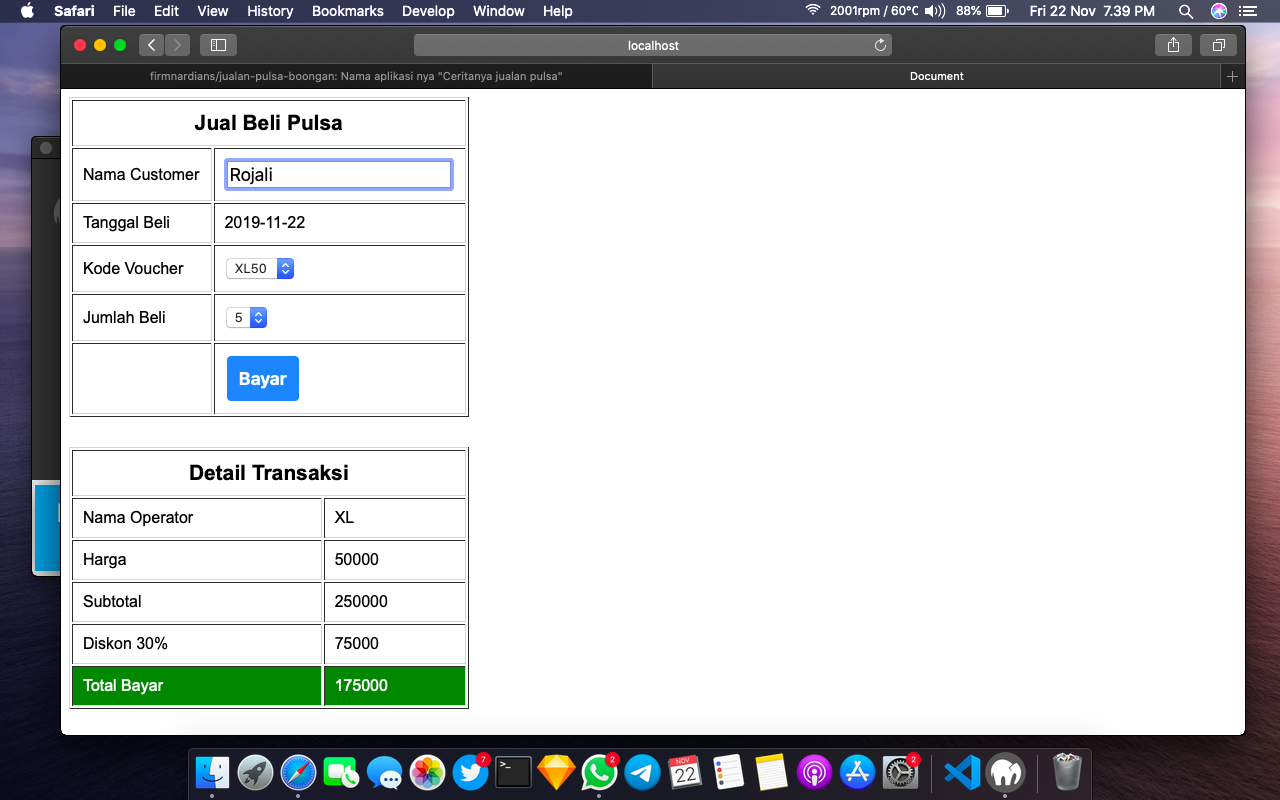 Safari File Edit View History Bookmarks Develop Window Help 2001rpm / 60°C 88% Fri 22 Nov 7.39 PM
localhost
firmnardians/jualan-pulsa-boongan: Nama aplikasi nya "Ceritanya jualan pulsa" Document
Jual Beli Pulsa
Nama Customer Rojali
Tanggal Beli 2019-11-22
Kode Voucher XL50
Jumlah Beli 5
Bayar
Detail Transaksi
Nama Operator XL
Harga 50000
Subtotal 250000
Diskon 30% 75000
Total Bayar 175000
7 2 NOV 2
22